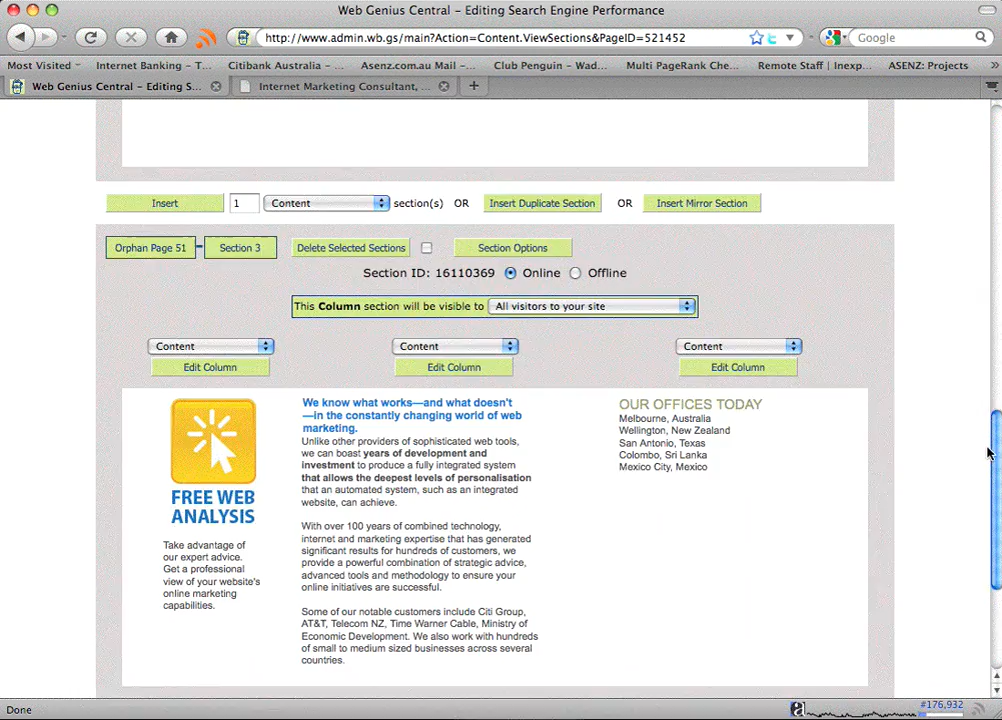 Web Genius Central – Editing Search Engine Performance
http://www.admin.wb.gs/main?Action=Content.ViewSections&PageID=521452
Google
Most Visited
Internet Banking – T...
Citibank Australia – ...
Asenz.com.au Mail –...
Club Penguin – Wad...
Multi PageRank Che...
Remote Staff | Inexp...
ASENZ: Projects
»
Web Genius Central – Editing S...
Internet Marketing Consultant, ...
Insert
1
Content
section(s)
OR
Insert Duplicate Section
OR
Insert Mirror Section
Orphan Page 51
Section 3
Delete Selected Sections
Section Options
Section ID: 16110369
Online
Offline
This Column section will be visible to
All visitors to your site
Content
Content
Content
Edit Column
Edit Column
Edit Column
FREE WEB
ANALYSIS
Take advantage of
our expert advice.
Get a professional
view of your website's
online marketing
capabilities.
We know what works—and what doesn't
—in the constantly changing world of web
marketing.
Unlike other providers of sophisticated web tools,
we can boast years of development and
investment to produce a fully integrated system
that allows the deepest levels of personalisation
that an automated system, such as an integrated
website, can achieve.
With over 100 years of combined technology,
internet and marketing expertise that has generated
significant results for hundreds of customers, we
provide a powerful combination of strategic advice,
advanced tools and methodology to ensure your
online initiatives are successful.
Some of our notable customers include Citi Group,
AT&T, Telecom NZ, Time Warner Cable, Ministry of
Economic Development. We also work with hundreds
of small to medium sized businesses across several
countries.
OUR OFFICES TODAY
Melbourne, Australia
Wellington, New Zealand
San Antonio, Texas
Colombo, Sri Lanka
Mexico City, Mexico
Done
a
#176,932